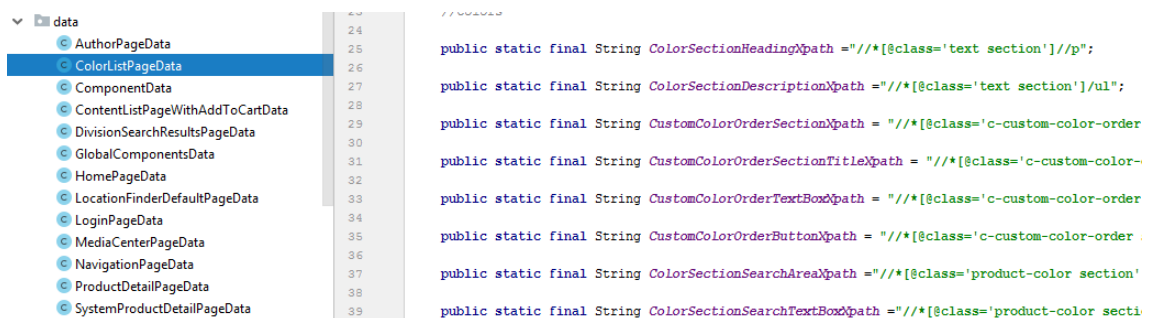 data
AuthorPageData
ColorListPageData
ComponentData
ContentListPageWithAddToCartData
DivisionSearchResultsPageData
GlobalComponentsData
HomePageData
LocationFinderDefaultPageData
LoginPageData
MediaCenterPageData
NavigationPageData
ProductDetailPageData
SystemProductDetailPageData
23 //Colors
24
25 public static final String ColorSectionHeadingXpath ="//*[@class='text section']//p";
26
27 public static final String ColorSectionDescriptionXpath ="//*[@class='text section']/ul";
28
29 public static final String CustomColorOrderSectionXpath = "//*[@class='c-custom-color-order
30
31 public static final String CustomColorOrderSectionTitleXpath = "//*[@class='c-custom-color-
32
33 public static final String CustomColorOrderTextBoxXpath = "//*[@class='c-custom-color-order
34
35 public static final String CustomColorOrderButtonXpath = "//*[@class='c-custom-color-order
36
37 public static final String ColorSectionSearchAreaXpath ="//*[@class='product-color section'
38
39 public static final String ColorSectionSearchTextBoxXpath ="//*[@class='product-color secti